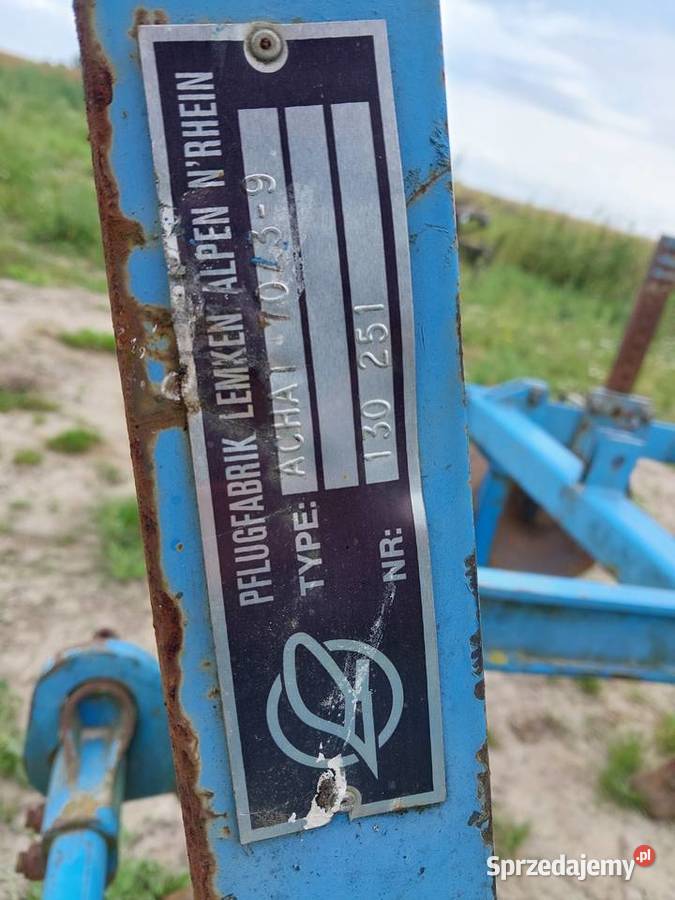 PFLUGFABRIK LEMKEN ALPEN N'RHEIN
TYPE: ACHAT 70/3-9
NR: 130 251
Sprzedajemy.pl